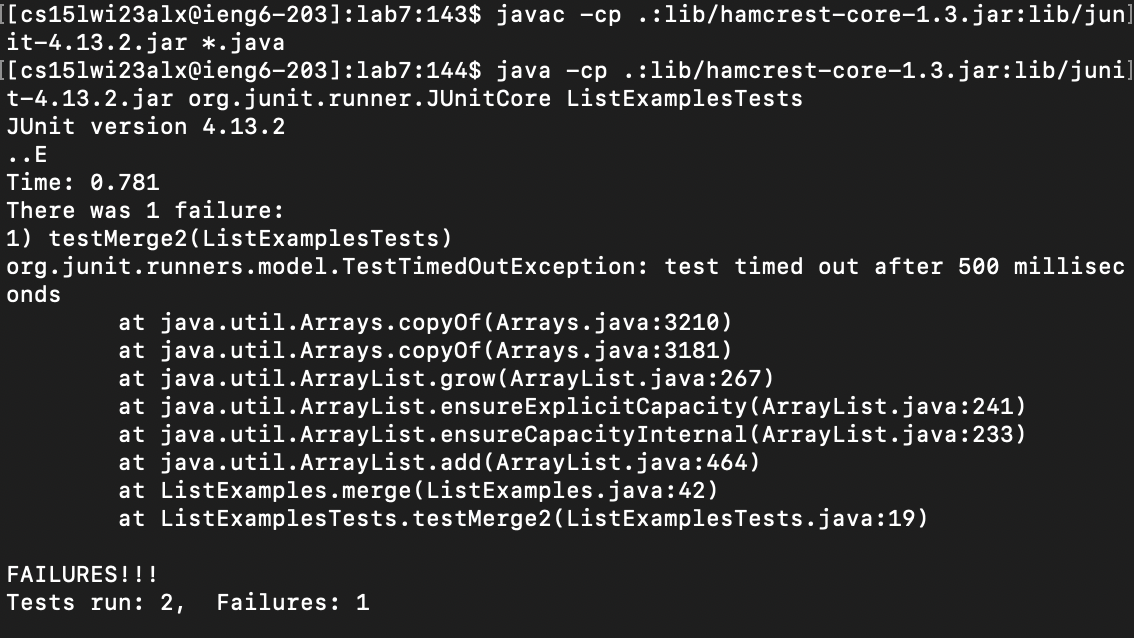 [[cs15lwi23alx@ieng6-203]:lab7:143$ javac -cp .:lib/hamcrest-core-1.3.jar:lib/jun]
it-4.13.2.jar *.java
[[cs15lwi23alx@ieng6-203]:lab7:144$ java -cp .:lib/hamcrest-core-1.3.jar:lib/juni]
t-4.13.2.jar org.junit.runner.JUnitCore ListExamplesTests
JUnit version 4.13.2
..E
Time: 0.781
There was 1 failure:
1) testMerge2(ListExamplesTests)
org.junit.runners.model.TestTimedOutException: test timed out after 500 millisec
onds
        at java.util.Arrays.copyOf(Arrays.java:3210)
        at java.util.Arrays.copyOf(Arrays.java:3181)
        at java.util.ArrayList.grow(ArrayList.java:267)
        at java.util.ArrayList.ensureExplicitCapacity(ArrayList.java:241)
        at java.util.ArrayList.ensureCapacityInternal(ArrayList.java:233)
        at java.util.ArrayList.add(ArrayList.java:464)
        at ListExamples.merge(ListExamples.java:42)
        at ListExamplesTests.testMerge2(ListExamplesTests.java:19)

FAILURES!!!
Tests run: 2,  Failures: 1